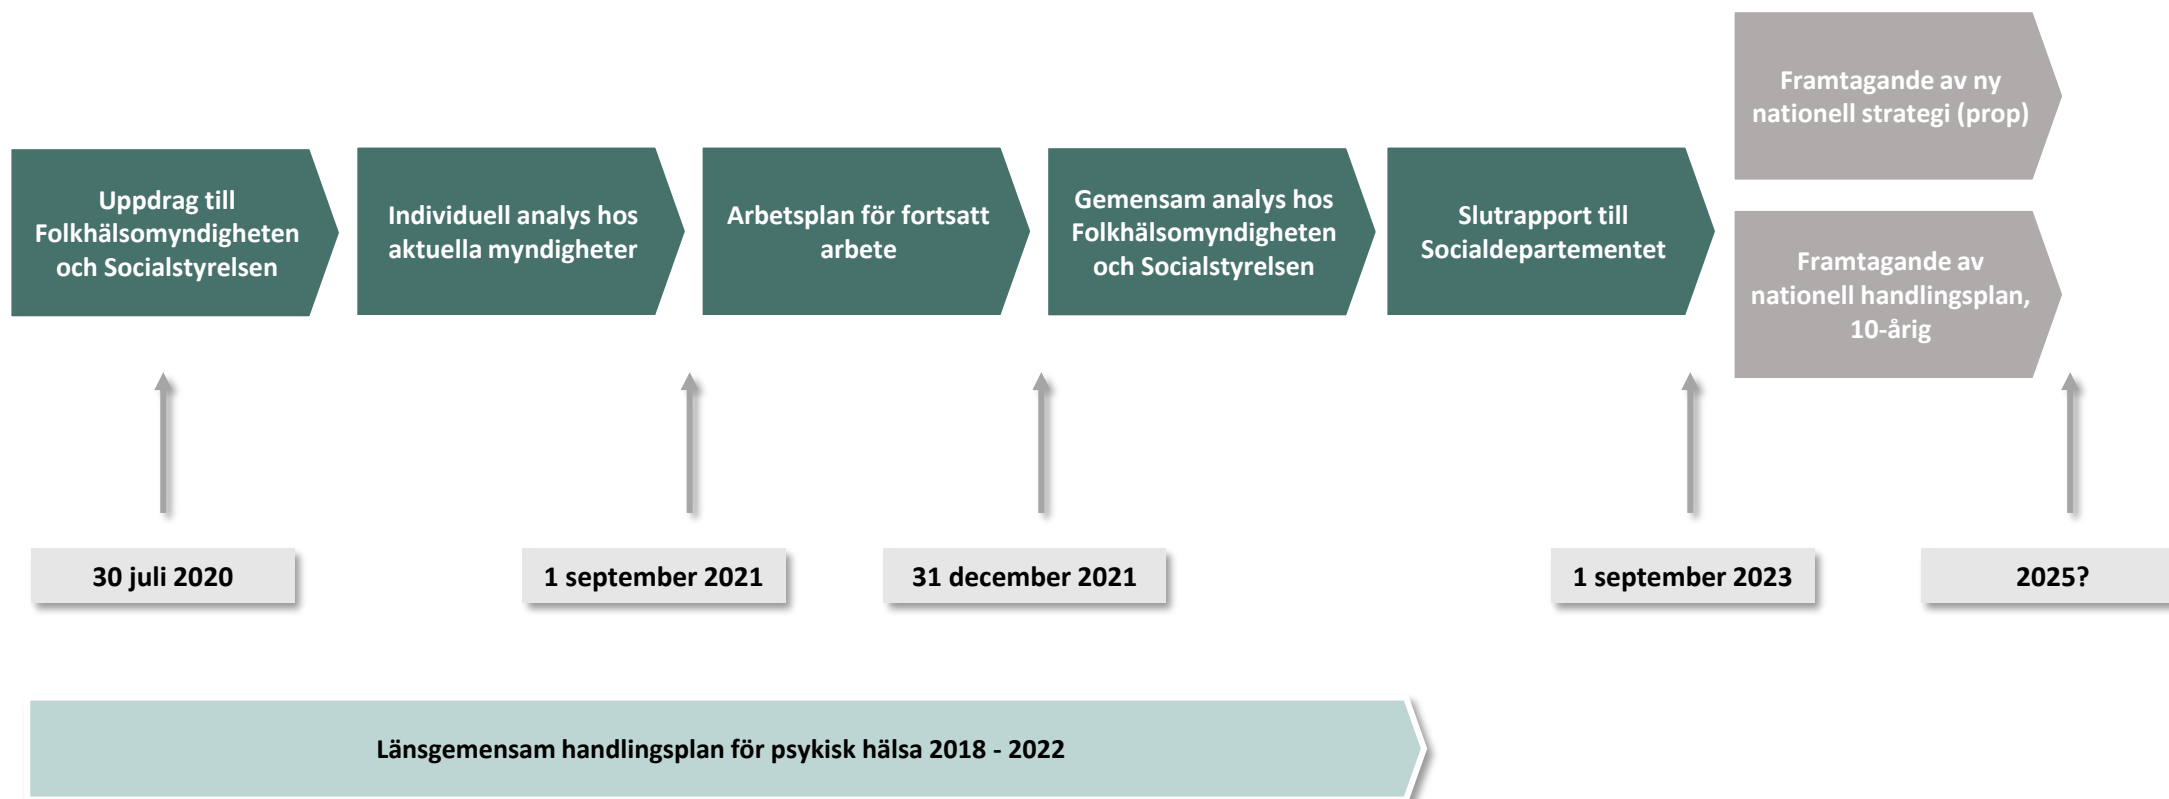 Uppdrag till
Folkhälsomyndigheten
och Socialstyrelsen
Individuell analys hos
aktuella myndigheter
Arbetsplan för fortsatt
arbete
Gemensam analys hos
Folkhälsomyndigheten
och Socialstyrelsen
Slutrapport till
Socialdepartementet
Framtagande av ny
nationell strategi (prop)
Framtagande av
nationell handlingsplan,
10-årig
30 juli 2020
1 september 2021
31 december 2021
1 september 2023
2025?
Länsgemensam handlingsplan för psykisk hälsa 2018 - 2022